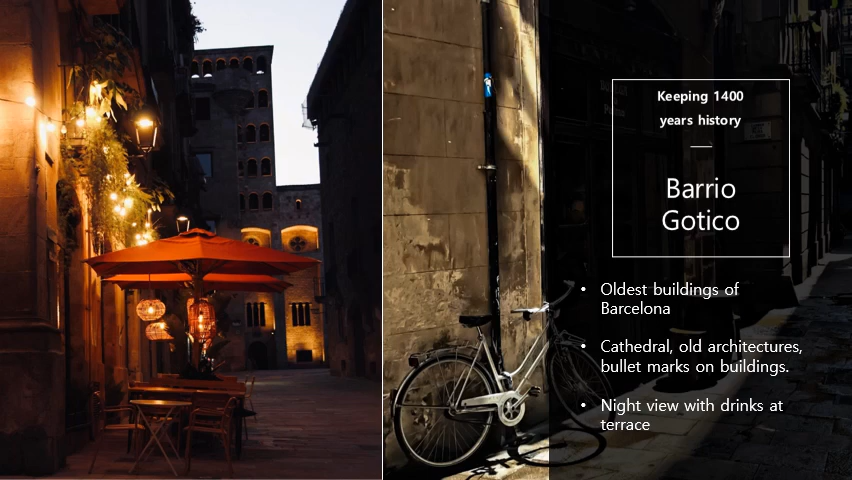 Keeping 1400
years history
Barrio
Gotico
• Oldest buildings of
Barcelona
• Cathedral, old architectures,
bullet marks on buildings.
• Night view with drinks at
terrace